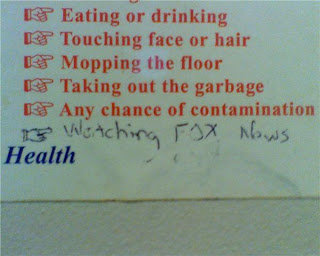 ☞ Eating or drinking
☞ Touching face or hair
☞ Mopping the floor
☞ Taking out the garbage
☞ Any chance of contamination
☞ Watching FOX News
Health